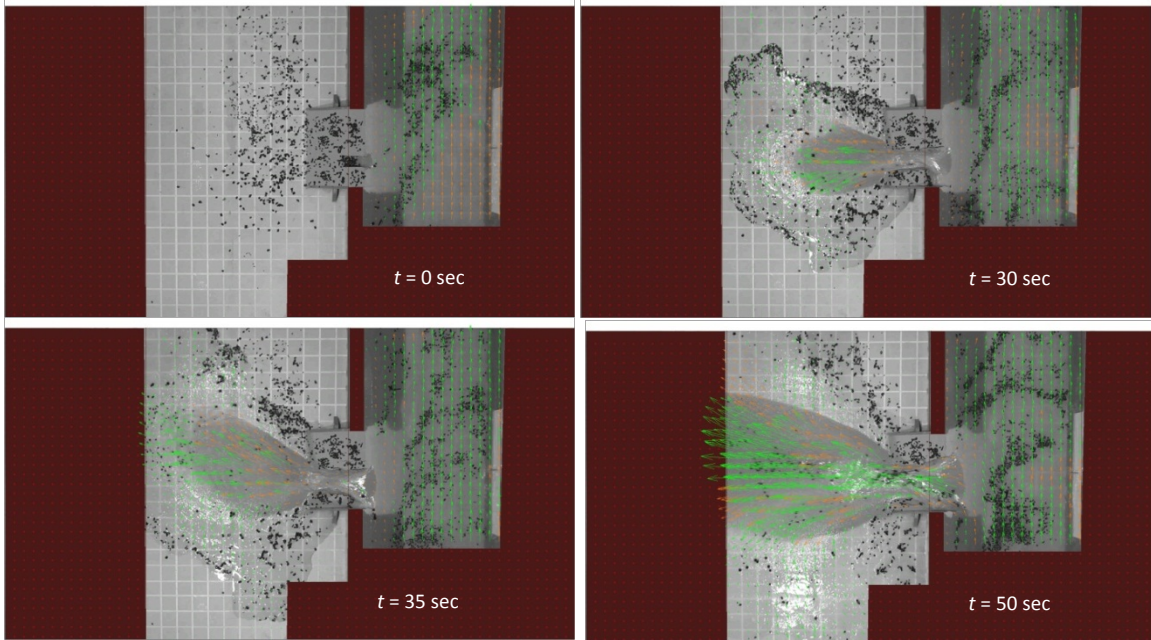 t = 0 sec
t = 30 sec
t = 35 sec
t = 50 sec